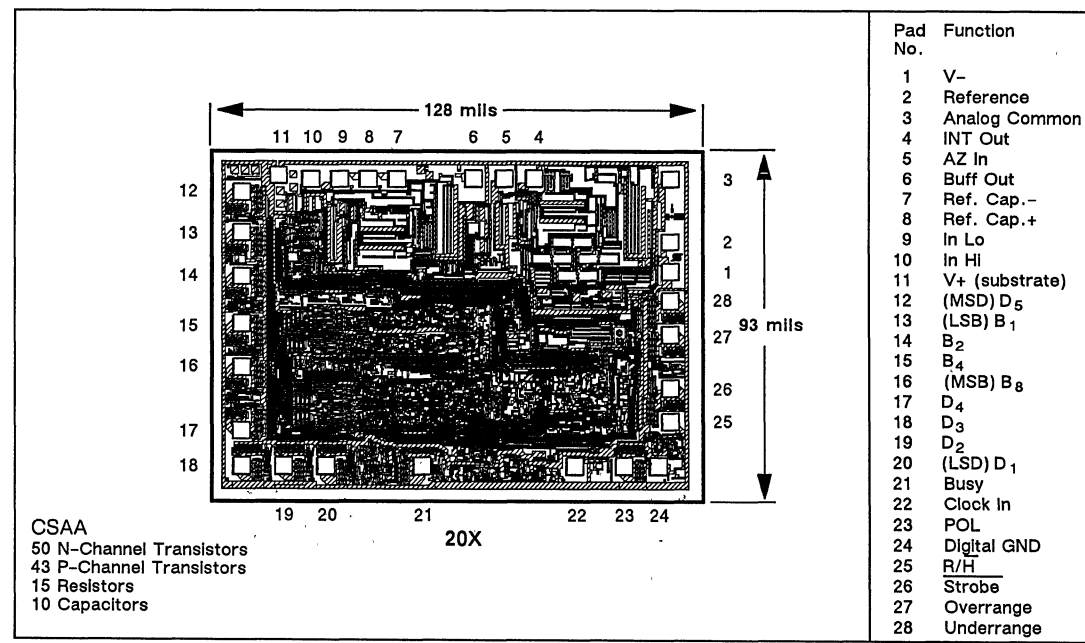 128 mils
11 10 9 8 7 6 5 4
12
13
14
15
16
17
18
3
2
1
28
27
26
25
93 mils
19 20 21 22 23 24
20X
CSAA
50 N-Channel Transistors
43 P-Channel Transistors
15 Resistors
10 Capacitors
Pad Function
No.
1 V-
2 Reference
3 Analog Common
4 INT Out
5 AZ In
6 Buff Out
7 Ref. Cap.-
8 Ref. Cap.+
9 In Lo
10 In Hi
11 V+ (substrate)
12 (MSD) D5
13 (LSB) B1
14 B2
15 B4
16 (MSB) B8
17 D4
18 D3
19 D2
20 (LSD) D1
21 Busy
22 Clock In
23 POL
24 Digital GND
25 R/H̅
26 S̅t̅r̅o̅b̅e̅
27 Overrange
28 Underrange